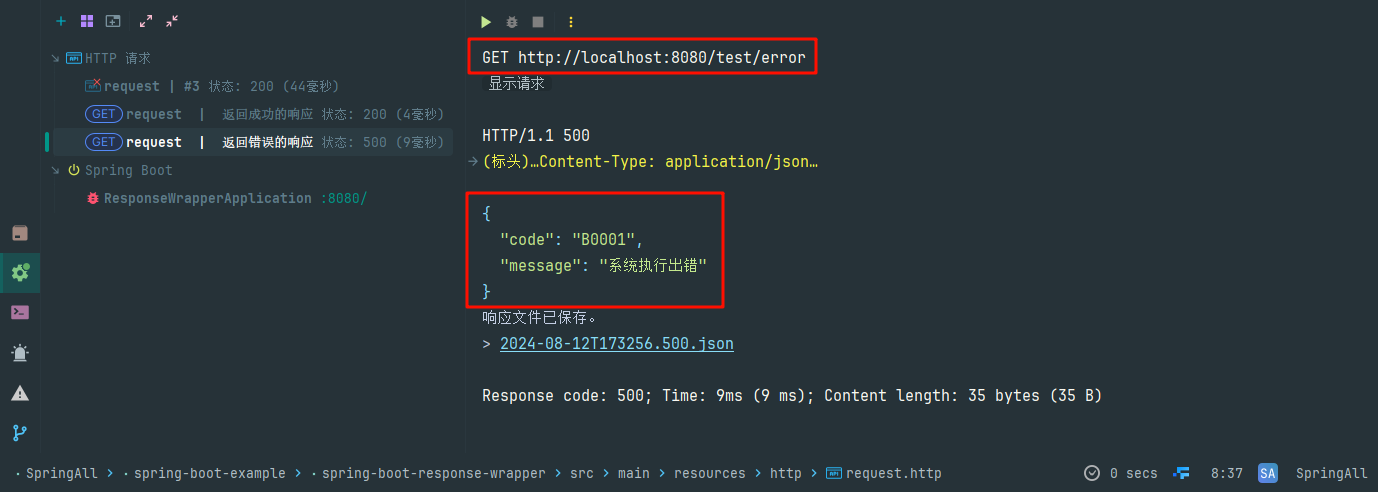 HTTP 请求
request | #3 状态: 200 (44毫秒)
GET request | 返回成功的响应 状态: 200 (4毫秒)
GET request | 返回错误的响应 状态: 500 (9毫秒)
Spring Boot
ResponseWrapperApplication :8080/
GET http://localhost:8080/test/error
显示请求
HTTP/1.1 500
(标头)…Content-Type: application/json…
{
"code": "B0001",
"message": "系统执行出错"
}
响应文件已保存。
> 2024-08-12T173256.500.json
Response code: 500; Time: 9ms (9 ms); Content length: 35 bytes (35 B)
SpringAll > spring-boot-example > spring-boot-response-wrapper > src > main > resources > http > API request.http 0 secs 8:37 SA SpringAll